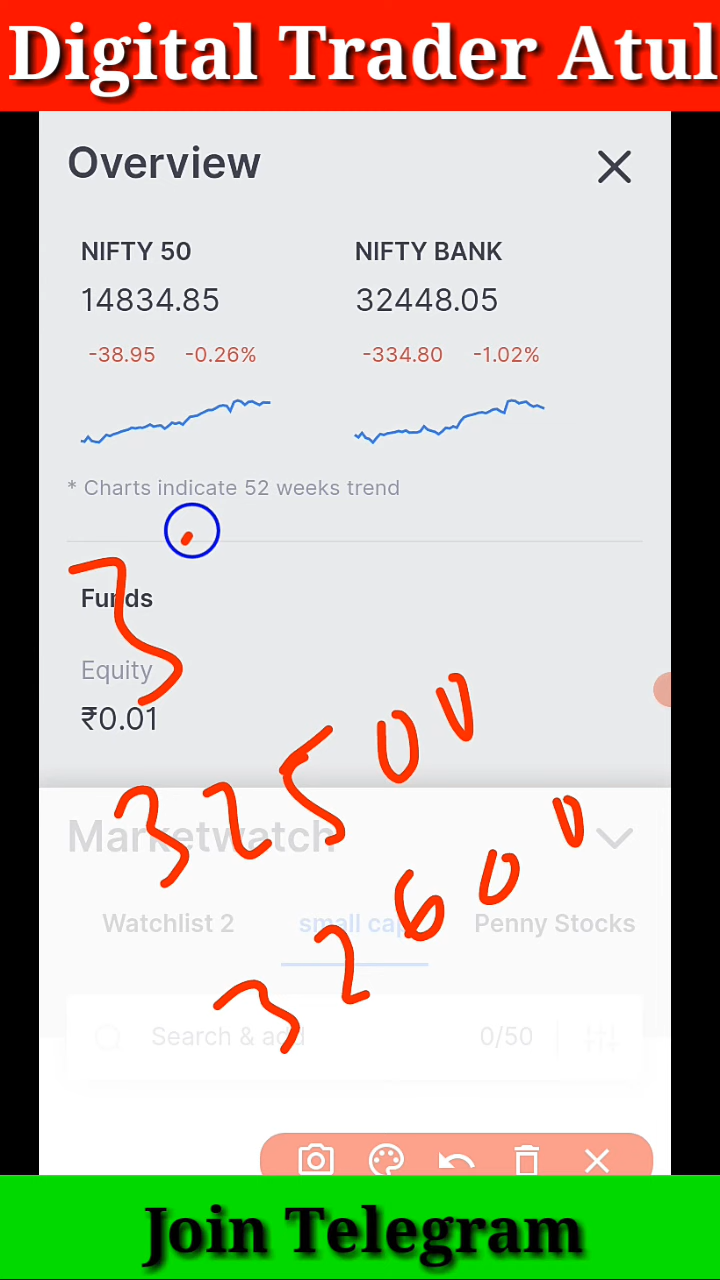 Digital Trader Atul
Overview
NIFTY 50 NIFTY BANK
14834.85 32448.05
-38.95 -0.26% -334.80 -1.02%
* Charts indicate 52 weeks trend
3
Funds
Equity
₹0.01
32500
Marketwatch
32600
Watchlist 2 small cap Penny Stocks
Search & add 0/50
Join Telegram